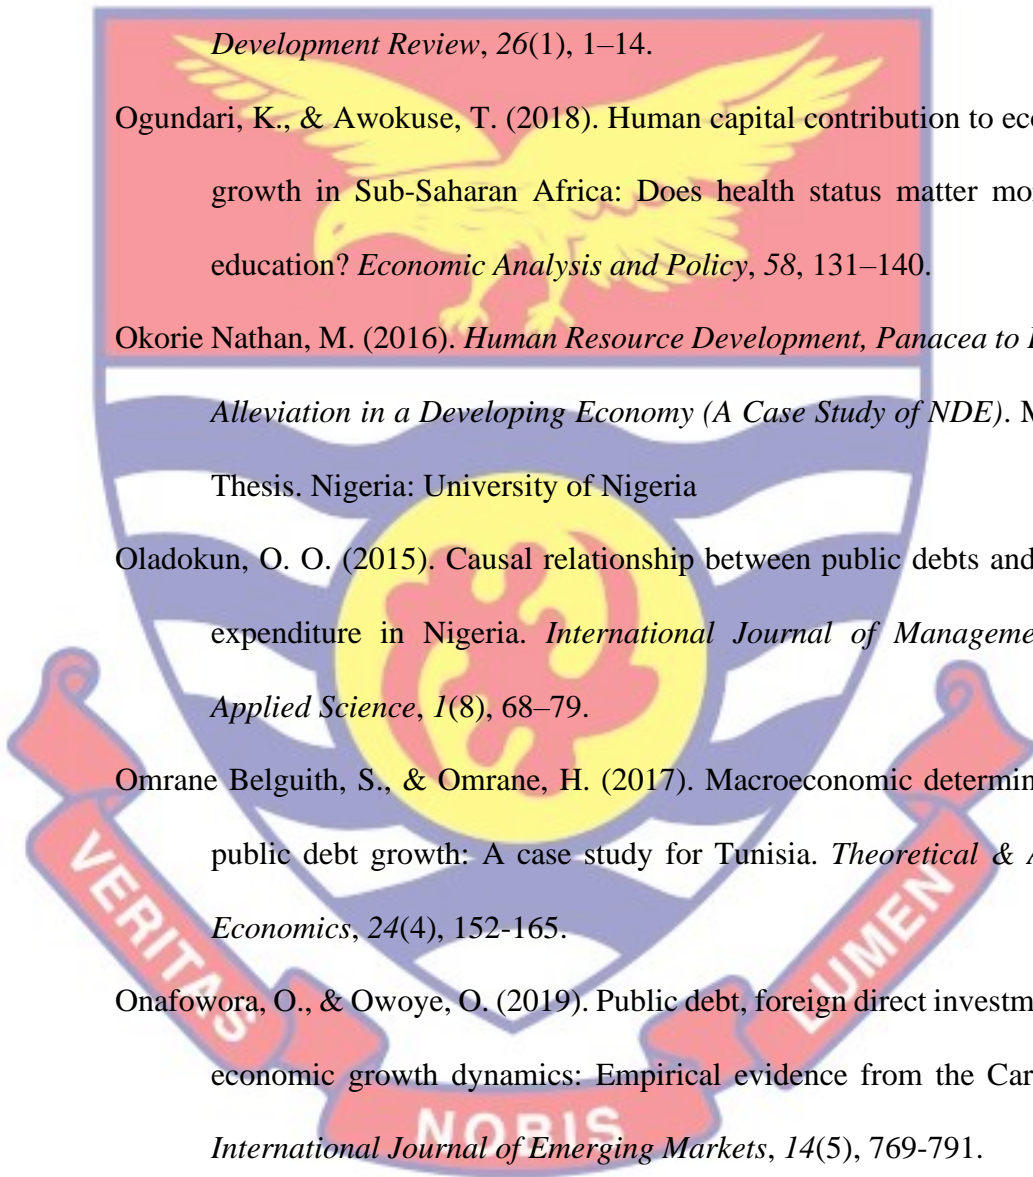 Development Review, 26(1), 1–14.
Ogundari, K., & Awokuse, T. (2018). Human capital contribution to
growth in Sub-Saharan Africa: Does health status matter
education? Economic Analysis and Policy, 58, 131–140.
Okorie Nathan, M. (2016). Human Resource Development, Panacea to
Alleviation in a Developing Economy (A Case Study of NDE).
Thesis. Nigeria: University of Nigeria
Oladokun, O. O. (2015). Causal relationship between public debts and
expenditure in Nigeria. International Journal of
Applied Science, 1(8), 68–79.
Omrane Belguith, S., & Omrane, H. (2017). Macroeconomic
public debt growth: A case study for Tunisia. Theoretical &
Economics, 24(4), 152-165.
Onafowora, O., & Owoye, O. (2019). Public debt, foreign direct
economic growth dynamics: Empirical evidence from the
International Journal of Emerging Markets, 14(5), 769-791.
VERITAS
NOBIS
LUMEN